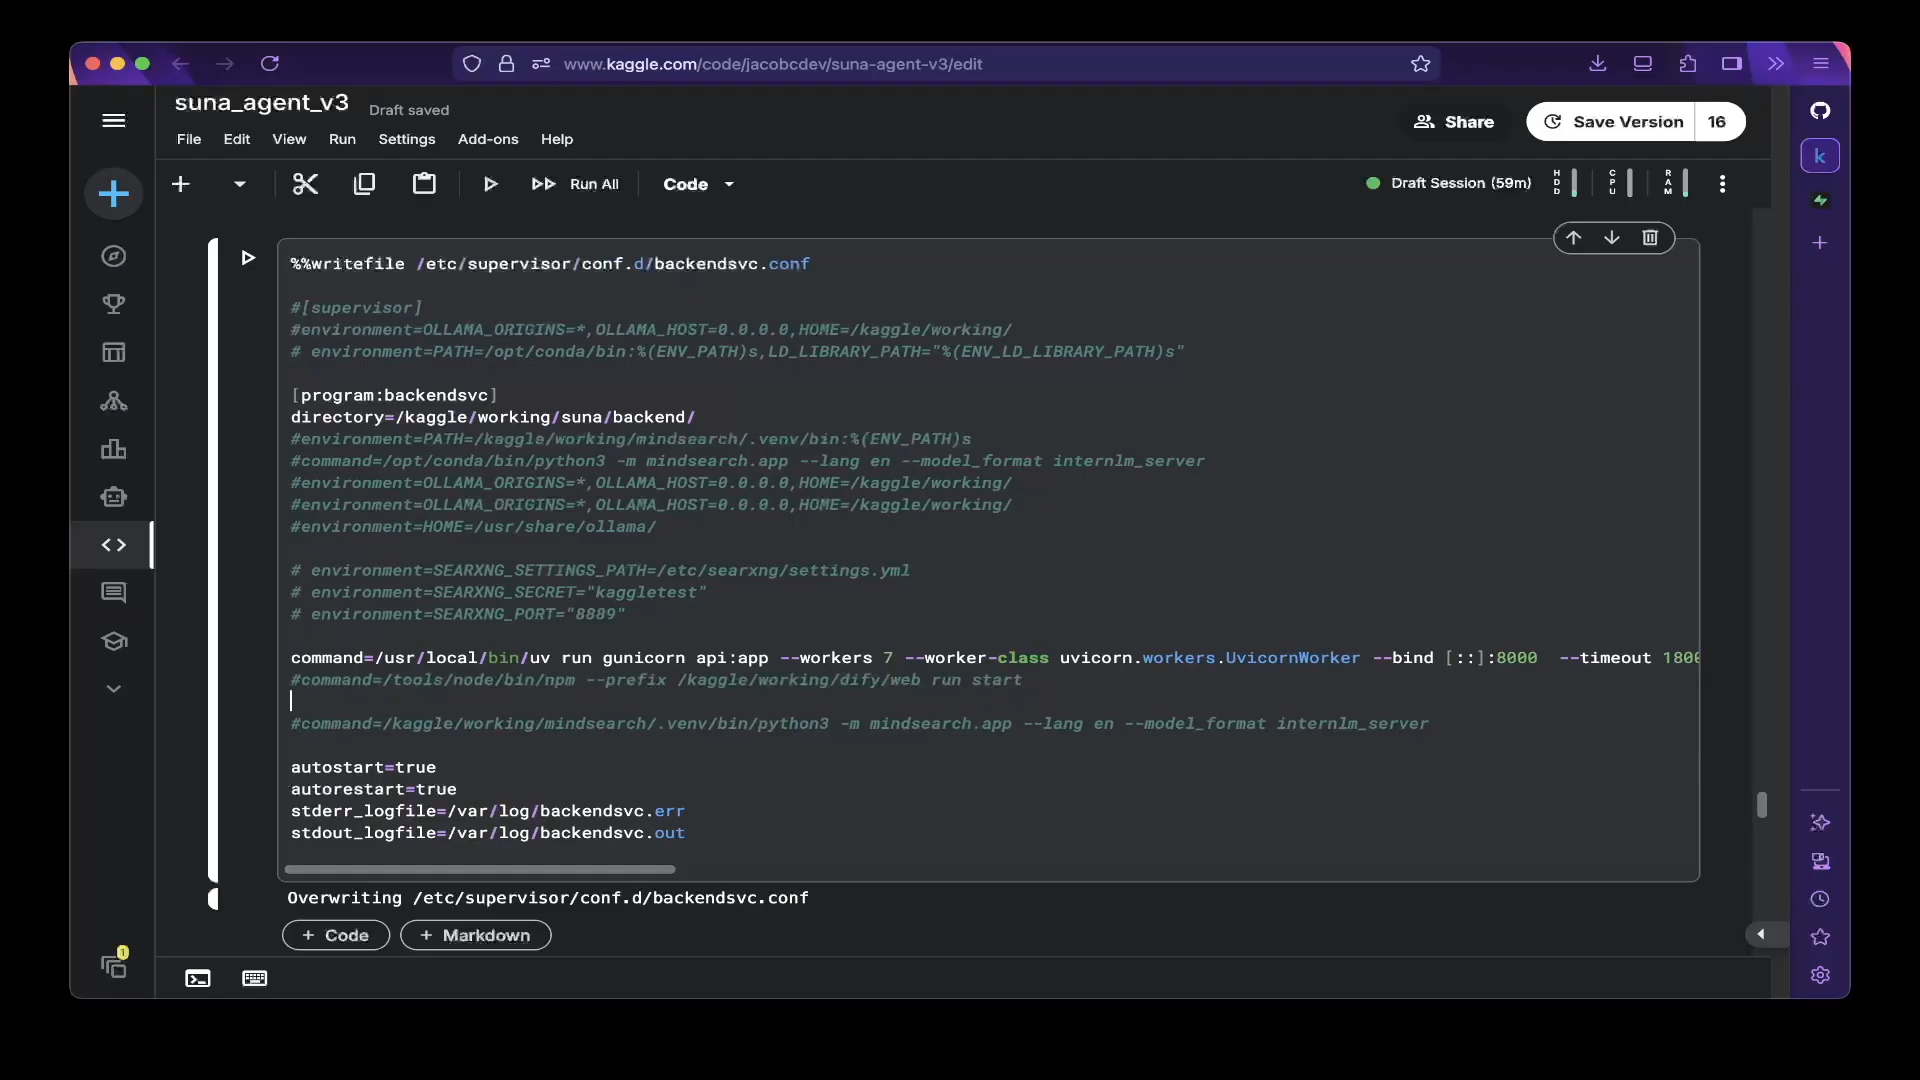 www.kaggle.com/code/jacobcdev/suna-agent-v3/edit
suna_agent_v3 Draft saved
File Edit View Run Settings Add-ons Help
Share
Save Version 16
Run All
Code
Draft Session (59m)
HDD
CPU
RAM
k
%%writefile /etc/supervisor/conf.d/backendsvc.conf
#[supervisor]
#environment=OLLAMA_ORIGINS=*,OLLAMA_HOST=0.0.0.0,HOME=/kaggle/working/
# environment=PATH=/opt/conda/bin:%(ENV_PATH)s,LD_LIBRARY_PATH="%(ENV_LD_LIBRARY_PATH)s"
[program:backendsvc]
directory=/kaggle/working/suna/backend/
#environment=PATH=/kaggle/working/mindsearch/.venv/bin:%(ENV_PATH)s
#command=/opt/conda/bin/python3 -m mindsearch.app --lang en --model_format internlm_server
#environment=OLLAMA_ORIGINS=*,OLLAMA_HOST=0.0.0.0,HOME=/kaggle/working/
#environment=OLLAMA_ORIGINS=*,OLLAMA_HOST=0.0.0.0,HOME=/kaggle/working/
#environment=HOME=/usr/share/ollama/
# environment=SEARXNG_SETTINGS_PATH=/etc/searxng/settings.yml
# environment=SEARXNG_SECRET="kaggletest"
# environment=SEARXNG_PORT="8889"
command=/usr/local/bin/uv run gunicorn api:app --workers 7 --worker-class uvicorn.workers.UvicornWorker --bind [::]:8000 --timeout 1800
#command=/tools/node/bin/npm --prefix /kaggle/working/dify/web run start
#command=/kaggle/working/mindsearch/.venv/bin/python3 -m mindsearch.app --lang en --model_format internlm_server
autostart=true
autorestart=true
stderr_logfile=/var/log/backendsvc.err
stdout_logfile=/var/log/backendsvc.out
Overwriting /etc/supervisor/conf.d/backendsvc.conf
+ Code
+ Markdown
1